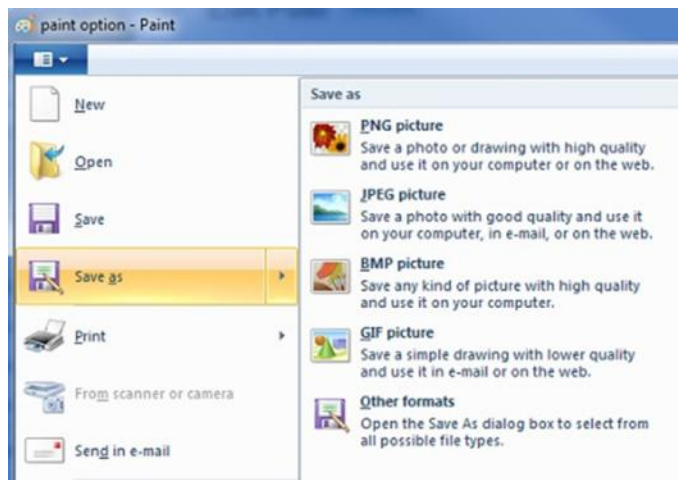 paint option - Paint
New
Open
Save
Save as
Print
From scanner or camera
Send in e-mail
Save as
PNG picture
Save a photo or drawing with high quality
and use it on your computer or on the web.
JPEG picture
Save a photo with good quality and use it
on your computer, in e-mail, or on the web.
BMP picture
Save any kind of picture with high quality
and use it on your computer.
GIF picture
Save a simple drawing with lower quality
and use it in e-mail or on the web.
Other formats
Open the Save As dialog box to select from
all possible file types.